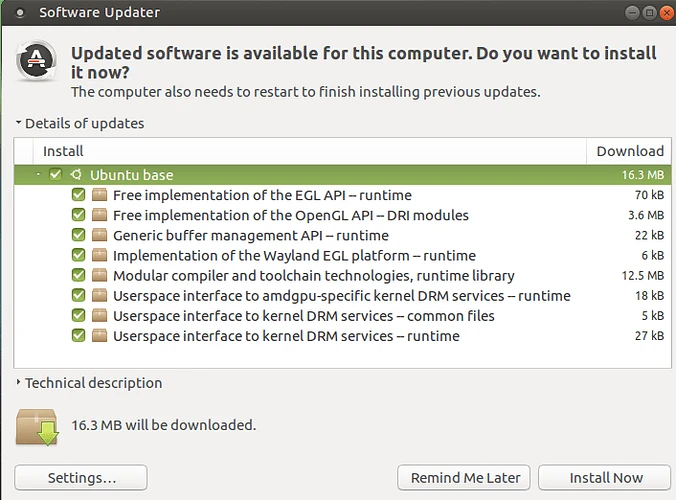 Software Updater
Updated software is available for this computer. Do you want to install
it now?
The computer also needs to restart to finish installing previous updates.
Details of updates
Install Download
Ubuntu base 16.3 MB
Free implementation of the EGL API -- runtime 70 kB
Free implementation of the OpenGL API -- DRI modules 3.6 MB
Generic buffer management API -- runtime 22 kB
Implementation of the Wayland EGL platform -- runtime 6 kB
Modular compiler and toolchain technologies, runtime library 12.5 MB
Userspace interface to amdgpu-specific kernel DRM services -- runtime 18 kB
Userspace interface to kernel DRM services -- common files 5 kB
Userspace interface to kernel DRM services -- runtime 27 kB
Technical description
16.3 MB will be downloaded.
Settings... Remind Me Later Install Now